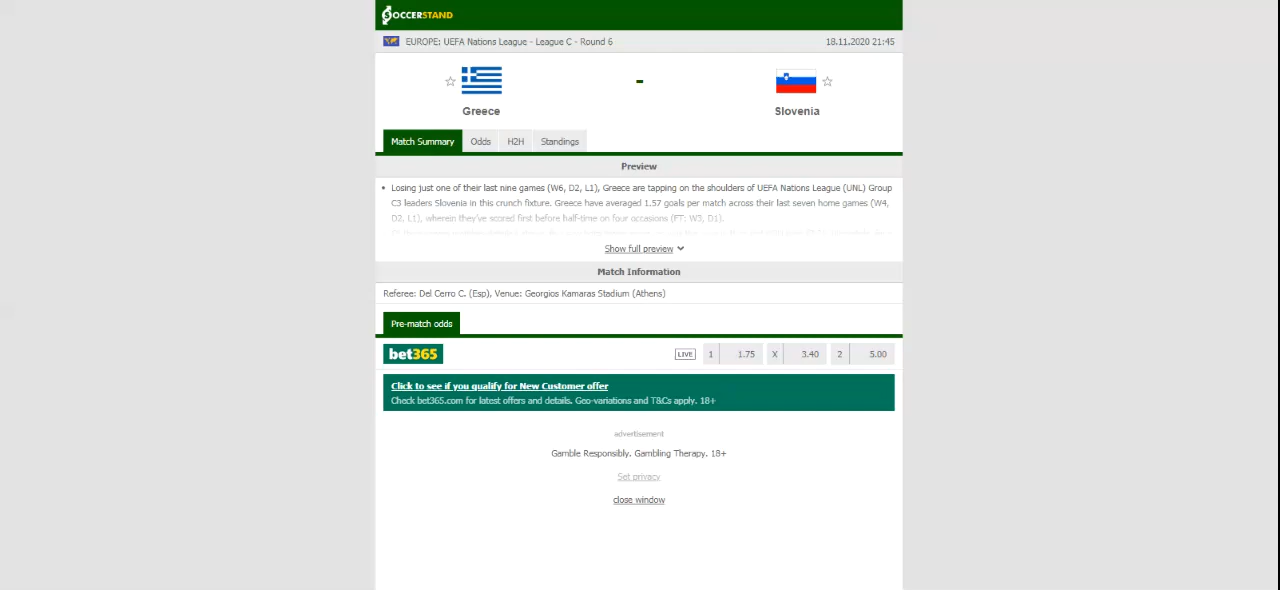 SOCCERSTAND
EUROPE: UEFA Nations League - League C - Round 6
18.11.2020 21:45
-
Greece
Slovenia
Match Summary
Odds
H2H
Standings
Preview
• Losing just one of their last nine games (W6, D2, L1), Greece are tapping on the shoulders of UEFA Nations League (UNL) Group
C3 leaders Slovenia in this crunch fixture. Greece have averaged 1.57 goals per match across their last seven home games (W4,
D2, L1), wherein they've scored first before half-time on four occasions (FT: W3, D1).
Show full preview
Match Information
Referee: Del Cerro C. (Esp), Venue: Georgios Kamaras Stadium (Athens)
Pre-match odds
bet365
LIVE
1 1.75
X 3.40
2 5.00
Click to see if you qualify for New Customer offer
Check bet365.com for latest offers and details. Geo-variations and T&Cs apply. 18+
advertisement
Gamble Responsibly. Gambling Therapy. 18+
Set privacy
close window